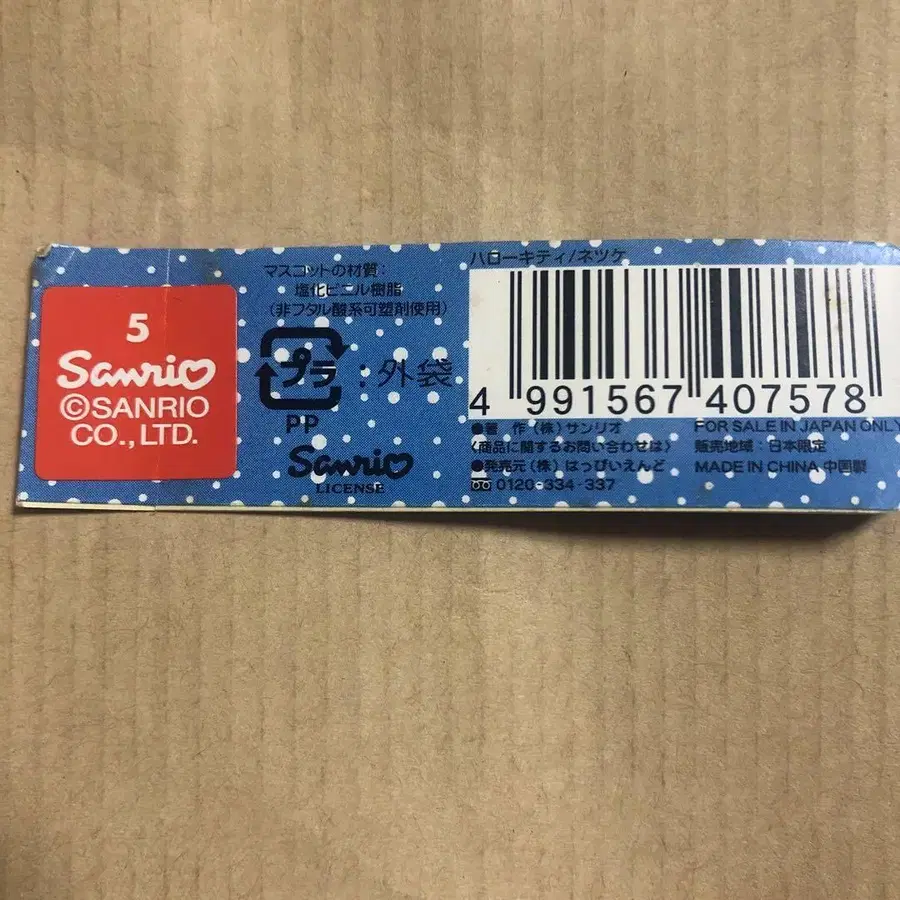 5
Sanrio
©SANRIO
CO., LTD.
マスコットの材質:
塩化ビニル樹脂
(非フタル酸系可塑剤使用)
プラ : 外袋
PP
Sanrio
LICENSE
ハローキティ/ネツケ
4 991567 407578
●著 作 (株) サンリオ
〈商品に関するお問い合わせは〉
●発売元 (株) はっぴいえんど
0120-334-337
FOR SALE IN JAPAN ONLY
販売地域: 日本限定
MADE IN CHINA 中国製